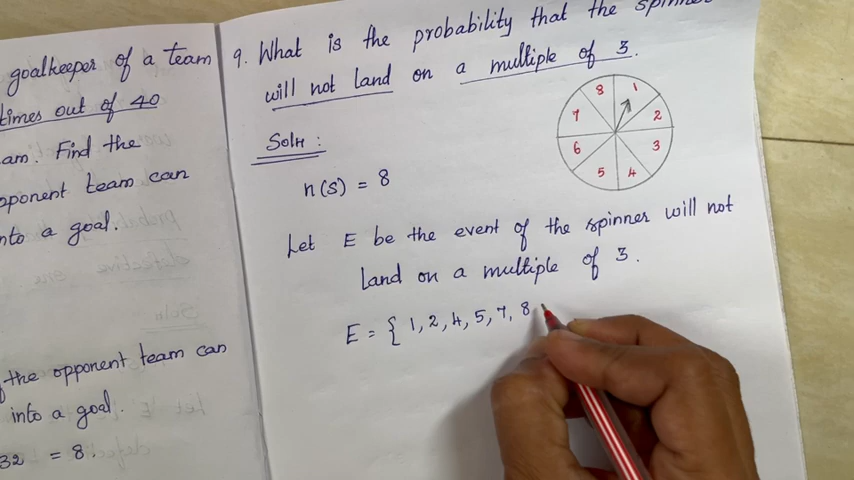 goalkeeper of a team
times out of 40
am. Find the
pponent team can
nto a goal.
the opponent team can
into a goal.
32 = 8.
9. What is the probability that the spinner
will not land on a multiple of 3.
Soln :
n(S) = 8
8 1
7 2
6 3
5 4
Let E be the event of the spinner will not
land on a multiple of 3.
E = { 1, 2, 4, 5, 7, 8